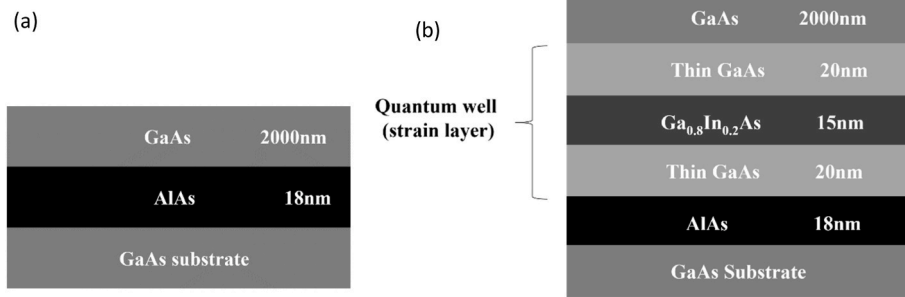 (a)
GaAs 2000nm
AlAs 18nm
GaAs substrate
(b)
Quantum well
(strain layer)
GaAs 2000nm
Thin GaAs 20nm
Ga0.8In0.2As 15nm
Thin GaAs 20nm
AlAs 18nm
GaAs Substrate